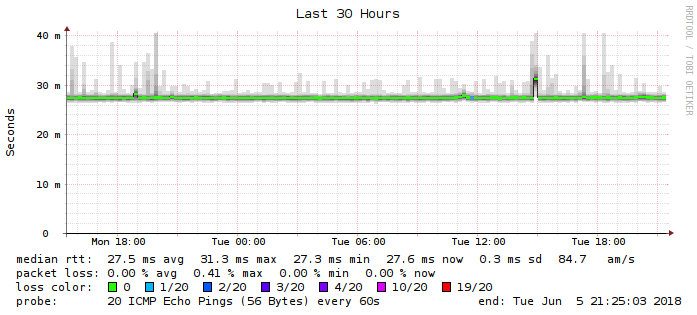 Last 30 Hours
RRDTOOL / TOBI OETIKER
Seconds
40 m
30 m
20 m
10 m
0
Mon 18:00 Tue 00:00 Tue 06:00 Tue 12:00 Tue 18:00
median rtt: 27.5 ms avg 31.3 ms max 27.3 ms min 27.6 ms now 0.3 ms sd 84.7 am/s
packet loss: 0.00 % avg 0.41 % max 0.00 % min 0.00 % now
loss color: 0 1/20 2/20 3/20 4/20 10/20 19/20
probe: 20 ICMP Echo Pings (56 Bytes) every 60s end: Tue Jun 5 21:25:03 2018